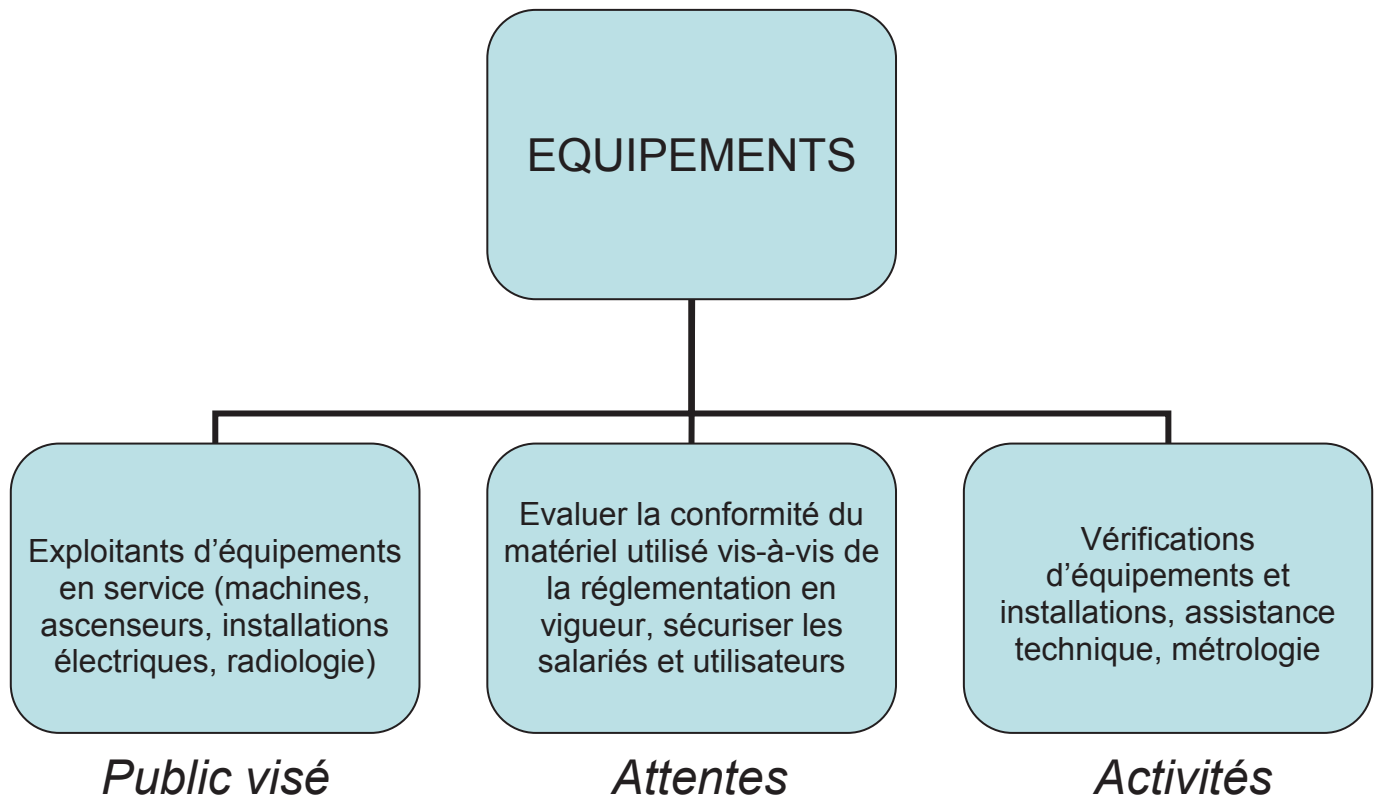 EQUIPEMENTS
Exploitants d’équipements
en service (machines,
ascenseurs, installations
électriques, radiologie)
Evaluer la conformité du
matériel utilisé vis-à-vis de
la réglementation en
vigueur, sécuriser les
salariés et utilisateurs
Vérifications
d’équipements et
installations, assistance
technique, métrologie
Public visé
Attentes
Activités